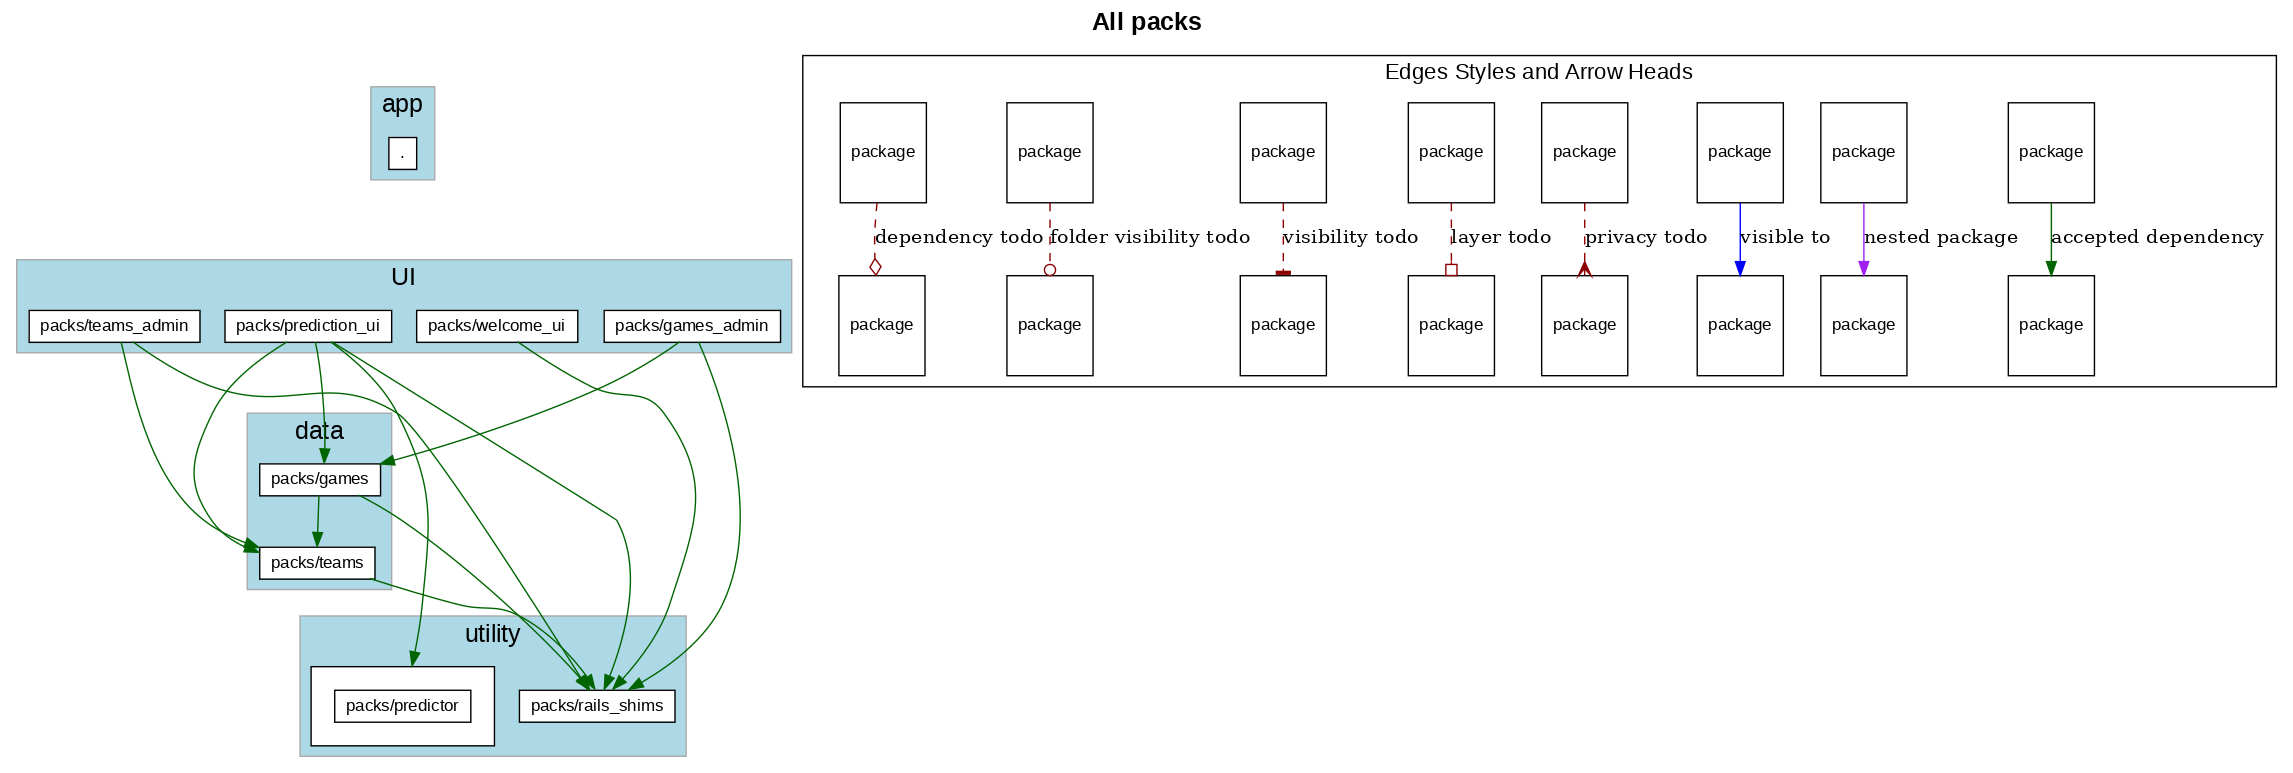 All packs
Edges Styles and Arrow Heads
app
.
package
package
package
package
package
package
package
package
dependency todo
folder visibility todo
visibility todo
layer todo
privacy todo
visible to
nested package
accepted dependency
package
package
package
package
package
package
package
package
UI
packs/teams_admin
packs/prediction_ui
packs/welcome_ui
packs/games_admin
data
packs/games
packs/teams
utility
packs/predictor
packs/rails_shims